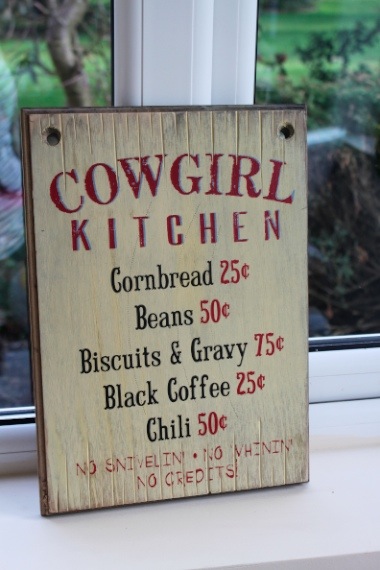 COWGIRL
KITCHEN
Cornbread 25¢
Beans 50¢
Biscuits & Gravy 75¢
Black Coffee 25¢
Chili 50¢
NO SNIVELIN' • NO WHININ'
NO CREDITS!